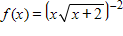 f(x) = (x√(x+2))⁻²